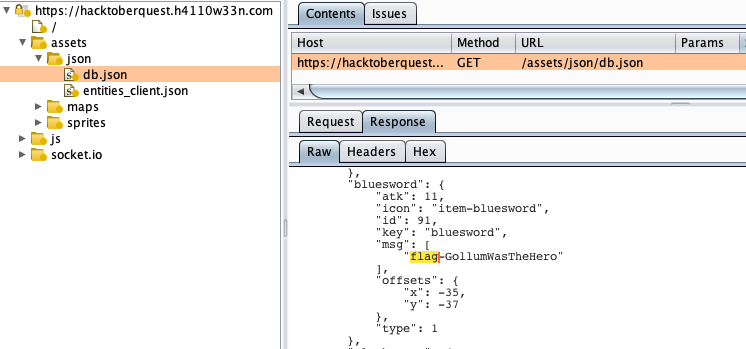 https://hacktoberquest.h4110w33n.com
/
assets
json
db.json
entities_client.json
maps
sprites
js
socket.io
Contents Issues
Host Method URL Params
https://hacktoberquest... GET /assets/json/db.json
Request Response
Raw Headers Hex
},
"bluesword": {
"atk": 11,
"icon": "item-bluesword",
"id": 91,
"key": "bluesword",
"msg": [
"flag-GollumWasTheHero"
],
"offsets": {
"x": -35,
"y": -37
},
"type": 1
},